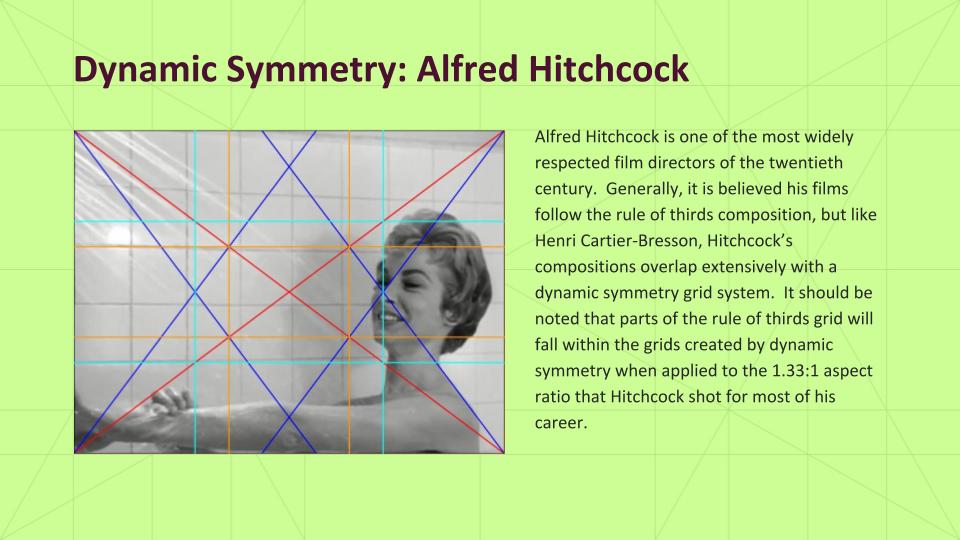 Dynamic Symmetry: Alfred Hitchcock
Alfred Hitchcock is one of the most widely
respected film directors of the twentieth
century.  Generally, it is believed his films
follow the rule of thirds composition, but like
Henri Cartier-Bresson, Hitchcock’s
compositions overlap extensively with a
dynamic symmetry grid system.  It should be
noted that parts of the rule of thirds grid will
fall within the grids created by dynamic
symmetry when applied to the 1.33:1 aspect
ratio that Hitchcock shot for most of his
career.